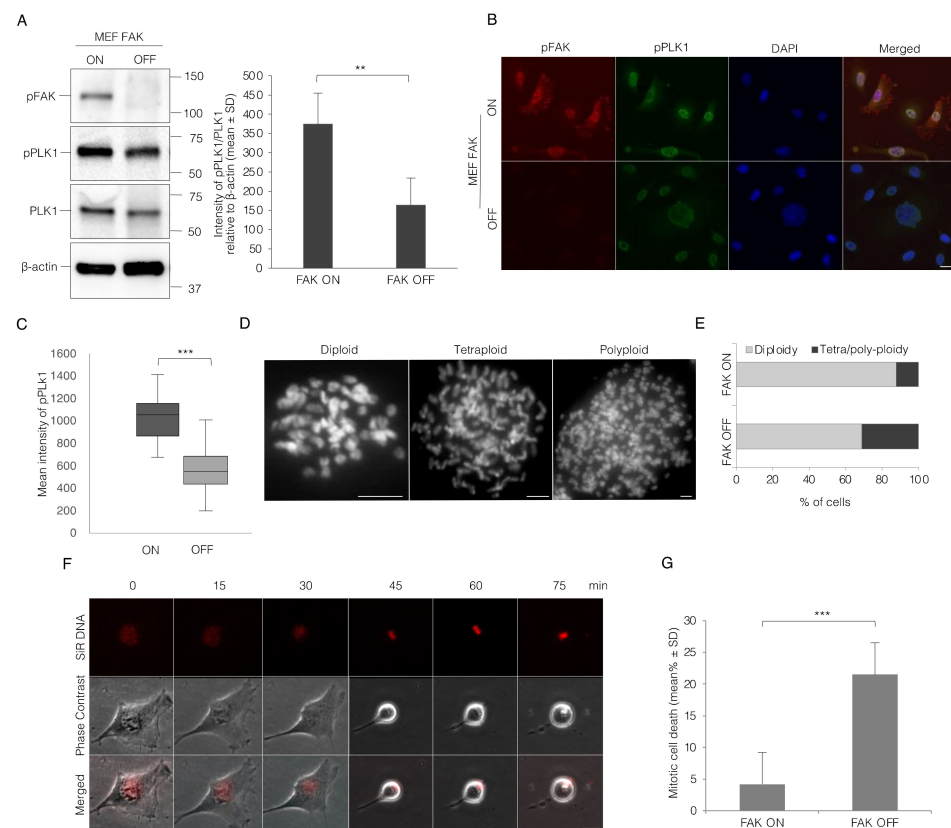 A
MEF FAK
ON OFF
pFAK
pPLK1
PLK1
β-actin
150
100
75
50
75
50
37
Intensity of pPLK1/PLK1
relative to β-actin (mean ± SD)
500
450
400
350
300
250
200
150
100
50
0
**
FAK ON FAK OFF
B
pFAK pPLK1 DAPI Merged
MEF FAK
ON
OFF
C
Mean intensity of pPLk1
1600
1400
1200
1000
800
600
400
200
0
***
ON OFF
D
Diploid Tetraploid Polyploid
E
Diploidy Tetra/poly-ploidy
FAK ON
FAK OFF
0 20 40 60 80 100
% of cells
F
0 15 30 45 60 75 min
SiR DNA
Phase Contrast
Merged
G
Mitotic cell death (mean% ± SD)
30
25
20
15
10
5
0
***
FAK ON FAK OFF